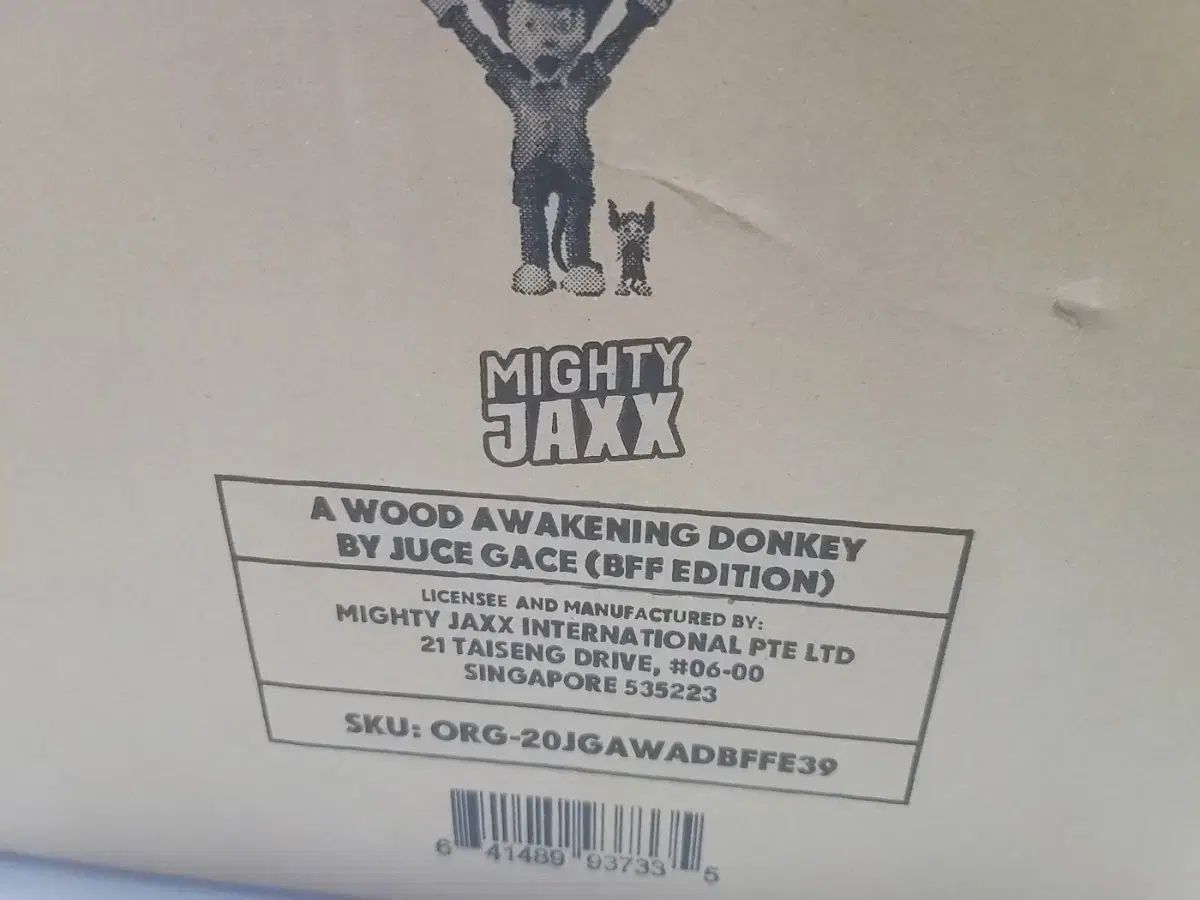 MIGHTY
JAXX
A WOOD AWAKENING DONKEY
BY JUCE GACE (BFF EDITION)
LICENSEE AND MANUFACTURED BY:
MIGHTY JAXX INTERNATIONAL PTE LTD
21 TAISENG DRIVE, #06-00
SINGAPORE 535223
SKU: ORG-20JGAWADBFFE39
6 41489 93733 5